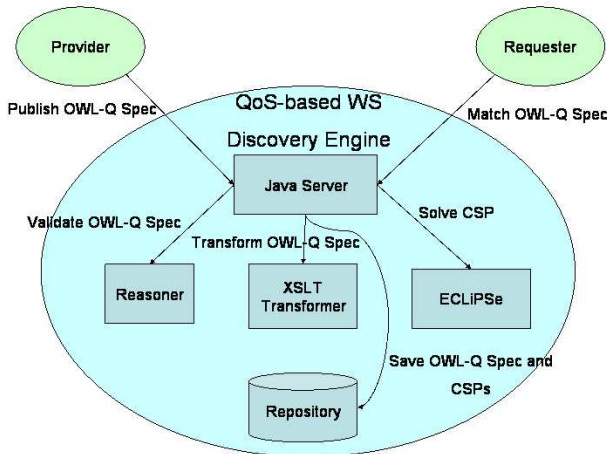 Provider
Requester
Publish OWL-Q Spec
QoS-based WS
Discovery Engine
Match OWL-Q Spec
Java Server
Validate OWL-Q Spec
Transform OWL-Q Spec
Solve CSP
Reasoner
XSLT
Transformer
ECLiPSe
Save OWL-Q Spec and
CSPs
Repository